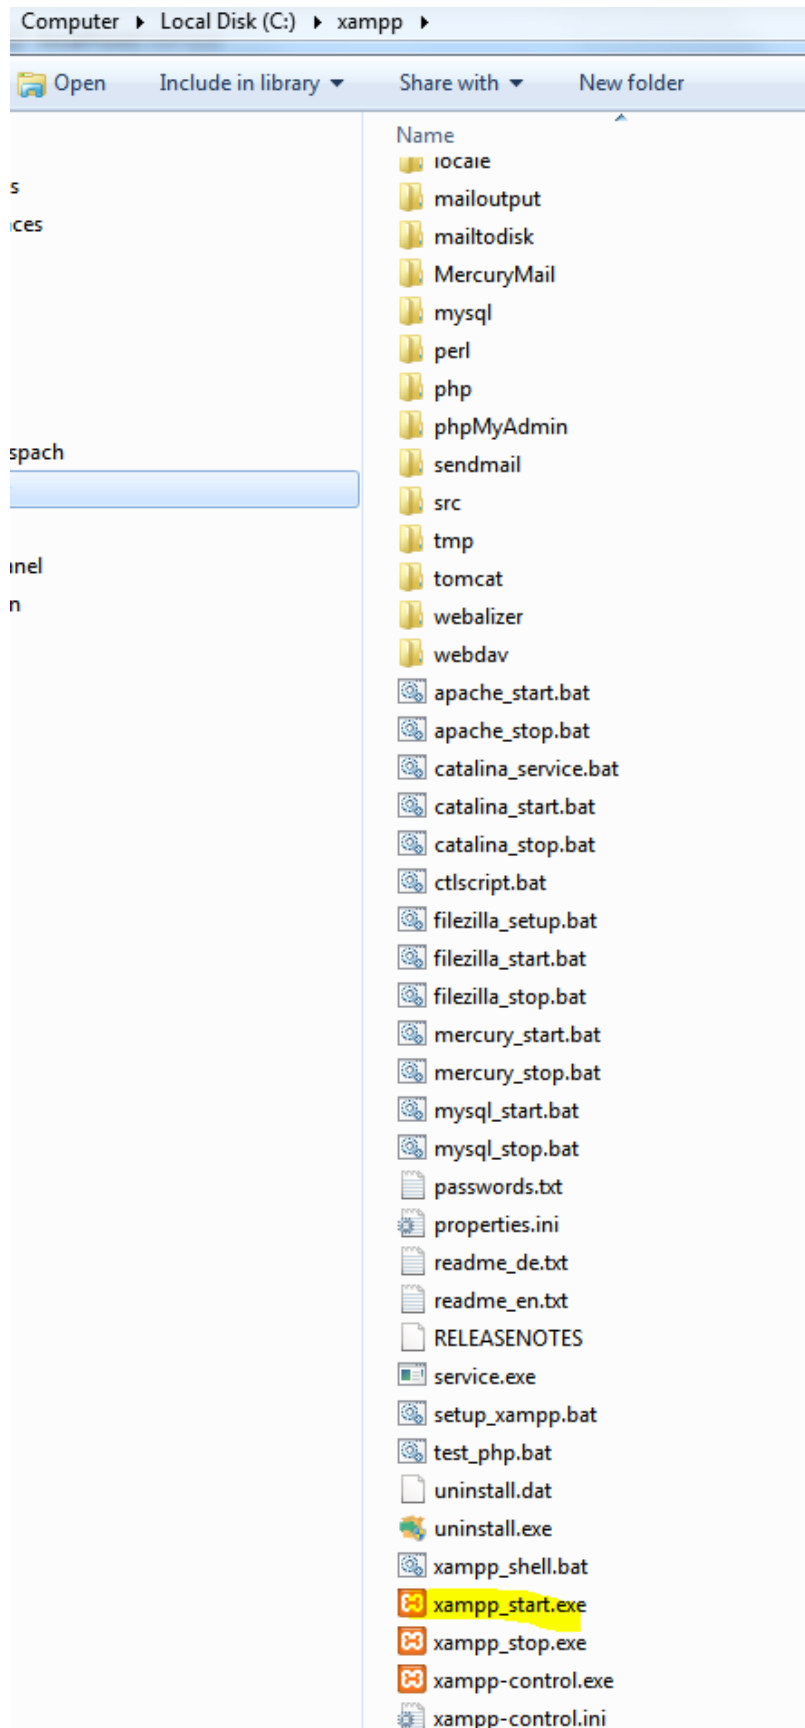 Computer ▸ Local Disk (C:) ▸ xampp ▸
Open Include in library ▾ Share with ▾ New folder
Name
locale
s
mailoutput
ces
mailtodisk
MercuryMail
mysql
perl
php
phpMyAdmin
spach
sendmail
src
tmp
nel
tomcat
n
webalizer
webdav
apache_start.bat
apache_stop.bat
catalina_service.bat
catalina_start.bat
catalina_stop.bat
ctlscript.bat
filezilla_setup.bat
filezilla_start.bat
filezilla_stop.bat
mercury_start.bat
mercury_stop.bat
mysql_start.bat
mysql_stop.bat
passwords.txt
properties.ini
readme_de.txt
readme_en.txt
RELEASENOTES
service.exe
setup_xampp.bat
test_php.bat
uninstall.dat
uninstall.exe
xampp_shell.bat
xampp_start.exe
xampp_stop.exe
xampp-control.exe
xampp-control.ini